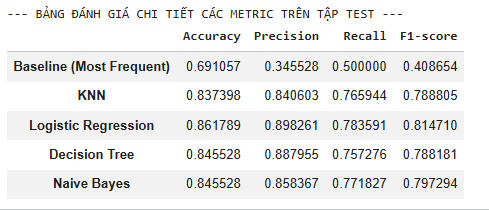 --- BẢNG ĐÁNH GIÁ CHI TIẾT CÁC METRIC TRÊN TẬP TEST ---
Accuracy Precision Recall F1-score
Baseline (Most Frequent) 0.691057 0.345528 0.500000 0.408654
KNN 0.837398 0.840603 0.765944 0.788805
Logistic Regression 0.861789 0.898261 0.783591 0.814710
Decision Tree 0.845528 0.887955 0.757276 0.788181
Naive Bayes 0.845528 0.858367 0.771827 0.797294